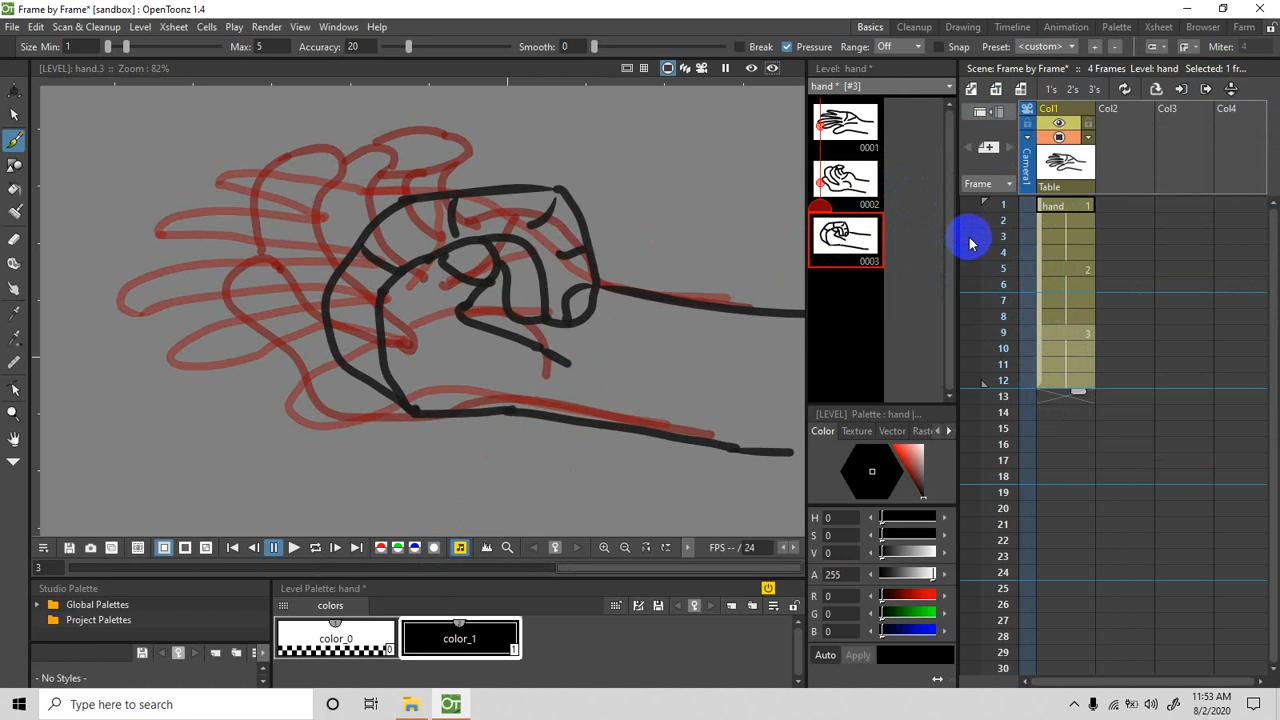 Frame by Frame* [sandbox] : OpenToonz 1.4
File Edit Scan & Cleanup Level Xsheet Cells Play Render View Windows Help
Basics Cleanup Drawing Timeline Animation Palette Xsheet Browser Farm
Size Min: 1 Max: 5 Accuracy: 20 Smooth: 0 Break Pressure Range: Off Snap Preset: <custom> + - Miter: 4
[LEVEL]: hand.3 :: Zoom : 82%
Level: hand *
Scene: Frame by Frame* :: 4 Frames Level: hand Selected: 1 fr...
hand * [#3]
1's 2's 3's
0001
0002
0003
Col1 Col2 Col3 Col4
Camera1
Frame
Table
hand 1
2
3
1
2
3
4
5
6
7
8
9
10
11
12
13
14
15
16
17
18
19
20
21
22
23
24
25
26
27
28
29
30
[LEVEL] Palette : hand |...
Color Texture Vector Rast
H 0
S 0
V 0
A 255
R 0
G 0
B 0
Auto Apply
FPS -- / 24
3
Studio Palette
Global Palettes
Project Palettes
- No Styles -
Level Palette: hand *
colors
color_0 0
color_1 1
Type here to search
11:53 AM
8/2/2020